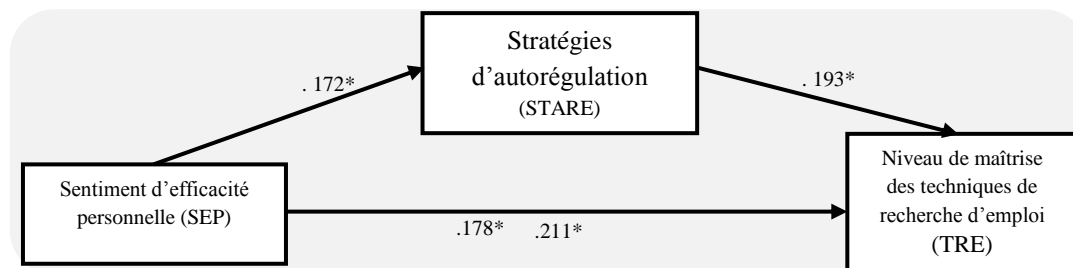 Stratégies
d’autorégulation
(STARE)
. 172*
. 193*
Sentiment d’efficacité
personnelle (SEP)
Niveau de maîtrise
des techniques de
recherche d’emploi
(TRE)
.178* .211*